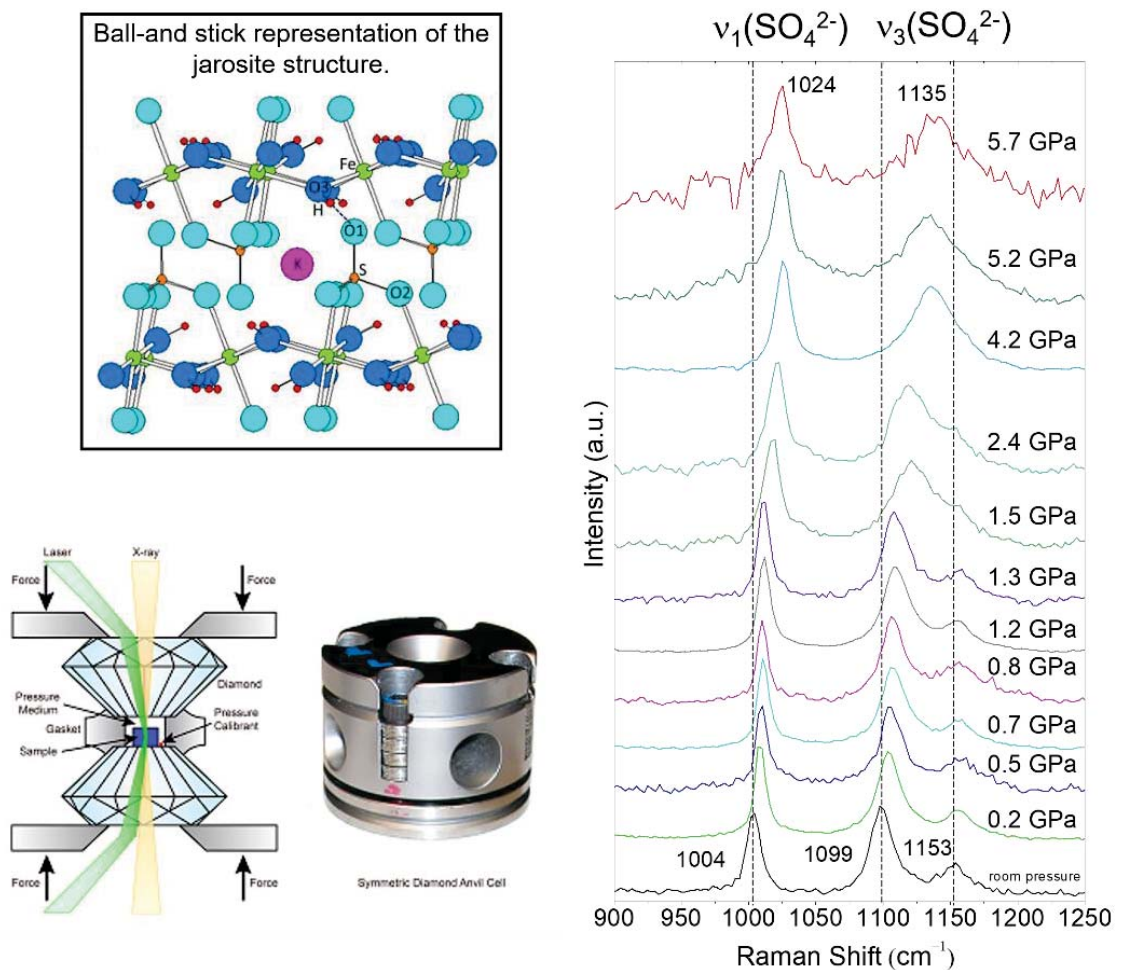 Ball-and stick representation of the
jarosite structure.
Fe
O3
H
O1
K
S
O2
Laser
X-ray
Force
Force
Diamond
Pressure
Medium
Pressure
Calibrant
Gasket
Sample
Force
Force
Symmetric Diamond Anvil Cell
ν₁(SO₄²⁻) ν₃(SO₄²⁻)
1024
1135
5.7 GPa
5.2 GPa
4.2 GPa
2.4 GPa
1.5 GPa
1.3 GPa
1.2 GPa
0.8 GPa
0.7 GPa
0.5 GPa
0.2 GPa
1004
1099
1153
room pressure
Intensity (a.u.)
900 950 1001050 1100 1150 1200 1250
Raman Shift (cm⁻¹)